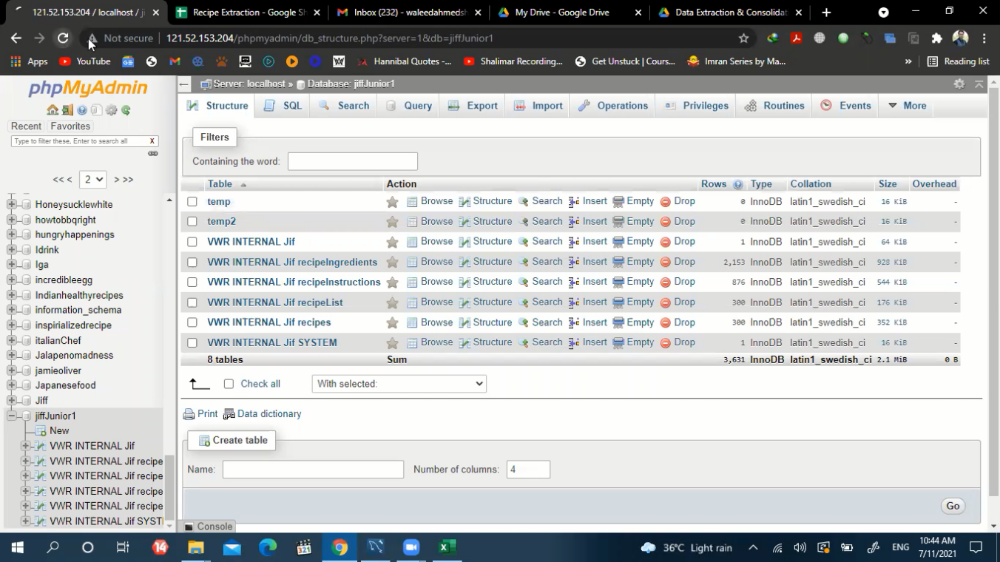 121.52.153.204 / localhost / ji
Recipe Extraction - Google Sh
Inbox (232) - waleedahmedsh
My Drive - Google Drive
Data Extraction & Consolidat
Not secure
121.52.153.204/phpmyadmin/db_structure.php?server=1&db=jiffJunior1
Apps
YouTube
Hannibal Quotes -...
Shalimar Recording...
Get Unstuck | Cours...
Imran Series by Ma...
»
Reading list
phpMyAdmin
Recent
Favorites
Type to filter these, Enter to search all
X
<< <
2
> >>
Honeysucklewhite
howtobbqright
hungryhappenings
Idrink
Iga
incredibleegg
Indianhealthyrecipes
information_schema
inspirializedrecipe
italianChef
Jalapenomadness
jamieoliver
Japanesefood
Jiff
jiffJunior1
New
VWR INTERNAL Jif
VWR INTERNAL Jif recipe
VWR INTERNAL Jif recipe
VWR INTERNAL Jif recipe
VWR INTERNAL Jif recipe
VWR INTERNAL Jif SYST
Server: localhost » Database: jiffJunior1
Structure SQL Search Query Export Import Operations Privileges Routines Events More
Filters
Containing the word:
Table Action Rows Type Collation Size Overhead
temp Browse Structure Search Insert Empty Drop 0 InnoDB latin1_swedish_ci 16 KiB -
temp2 Browse Structure Search Insert Empty Drop 0 InnoDB latin1_swedish_ci 16 KiB -
VWR INTERNAL Jif Browse Structure Search Insert Empty Drop 1 InnoDB latin1_swedish_ci 64 KiB -
VWR INTERNAL Jif recipeIngredients Browse Structure Search Insert Empty Drop 2,153 InnoDB latin1_swedish_ci 928 KiB -
VWR INTERNAL Jif recipeInstructions Browse Structure Search Insert Empty Drop 876 InnoDB latin1_swedish_ci 544 KiB -
VWR INTERNAL Jif recipeList Browse Structure Search Insert Empty Drop 300 InnoDB latin1_swedish_ci 176 KiB -
VWR INTERNAL Jif recipes Browse Structure Search Insert Empty Drop 300 InnoDB latin1_swedish_ci 352 KiB -
VWR INTERNAL Jif SYSTEM Browse Structure Search Insert Empty Drop 1 InnoDB latin1_swedish_ci 16 KiB -
8 tables Sum 3,631 InnoDB latin1_swedish_ci 2.1 MiB 0 B
Check all
With selected:
Print Data dictionary
Create table
Name: Number of columns: 4
Go
Console
14
321
36°C Light rain
ENG
10:44 AM
7/11/2021